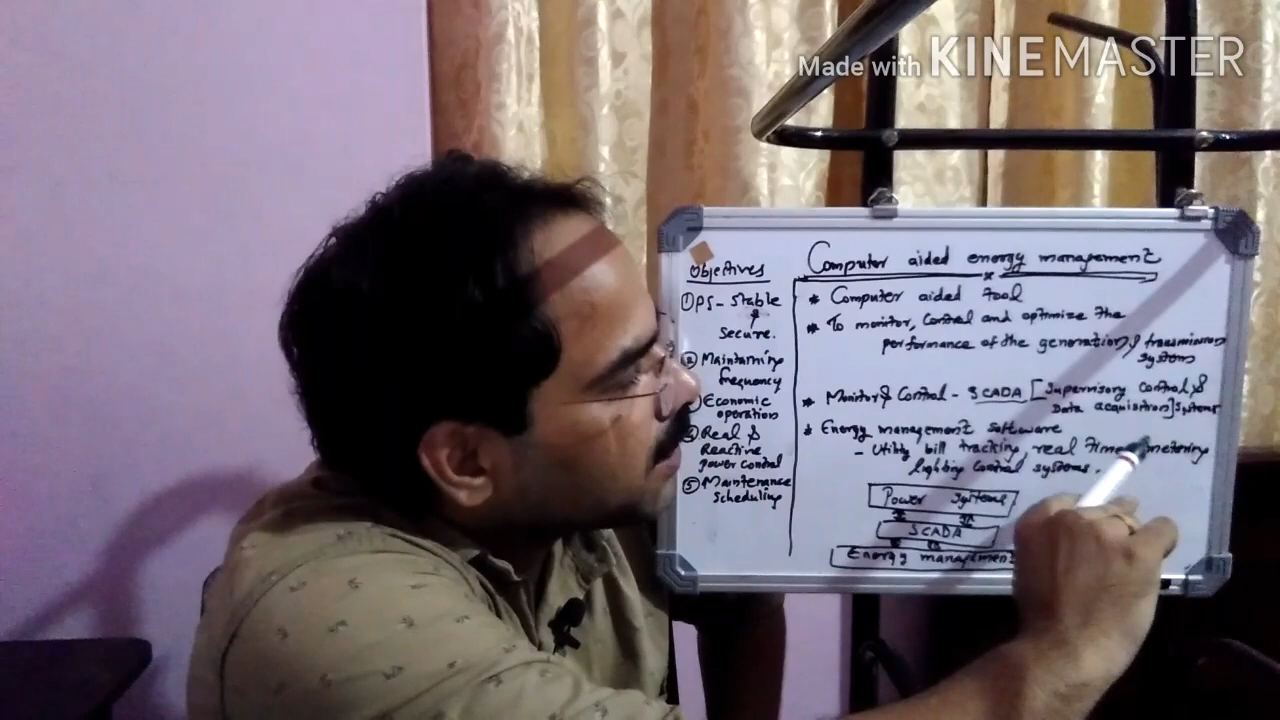 Made with KINEMASTER
Computer aided energy management
Objectives
① PS - Stable
&
Secure.
② Maintaining
frequency
Economic
operation
④ Real &
Reactive
power control
⑤ Maintenance
Scheduling
* Computer aided tool
* To monitor, control and optimize the
performance of the generation & transmission
systems
* Monitor & Control - SCADA [Supervisory Control &
Data acquisition] systems
* Energy management software
- Utility bill tracking, real time metering
lighting control systems.
Power Systems
SCADA
Energy management